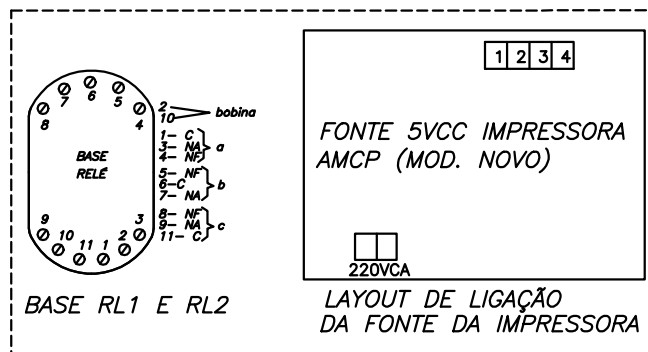 6
7 5
8 4
BASE
RELÉ
9 3
10 2
11 1
2
10
bobina
1- C
3- NA
4- NF
a
5- NF
6-C
7- NA
b
8- NF
9- NA
11- C
c
BASE RL1 E RL2
1 2 3 4
FONTE 5VCC IMPRESSORA
AMCP (MOD. NOVO)
220VCA
LAYOUT DE LIGAÇÃO
DA FONTE DA IMPRESSORA